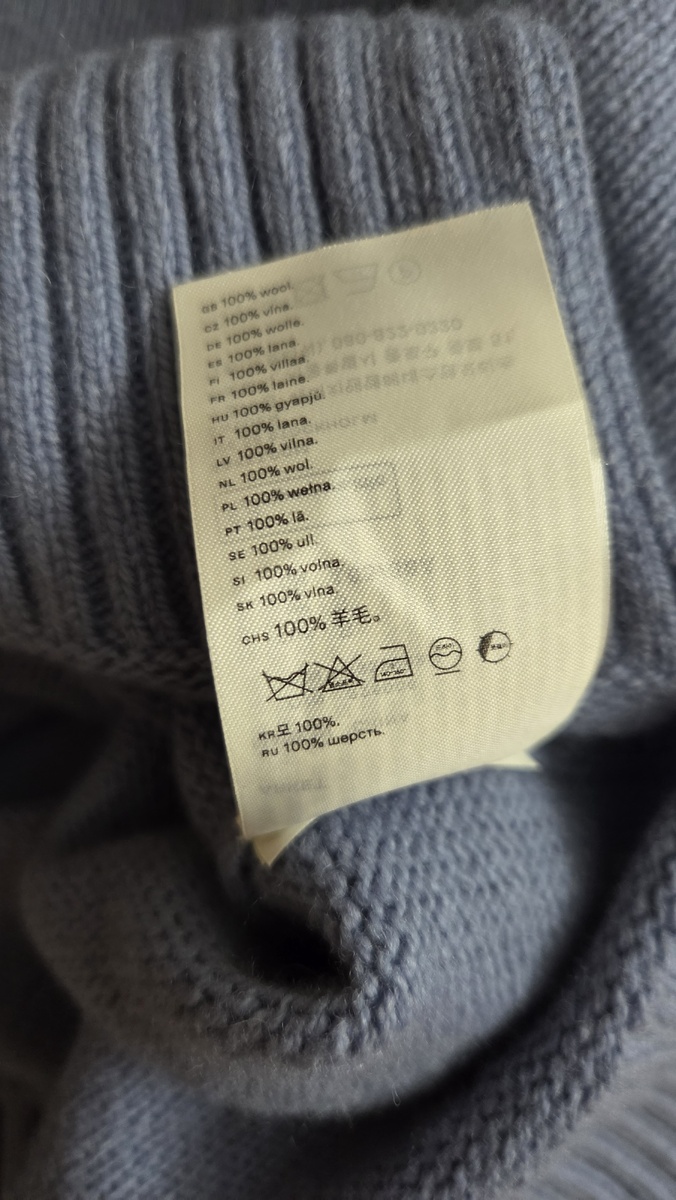 GB 100% wool.
CZ 100% vlna.
DE 100% wolle.
ES 100% lana.
FI 100% villaa.
FR 100% laine.
HU 100% gyapjú.
IT 100% lana.
LV 100% vilna.
NL 100% wol.
PL 100% wełna.
PT 100% lã.
SE 100% ull.
SI 100% volna.
SK 100% vlna.
CHS 100% 羊毛。
KR 모 100%.
RU 100% шерсть.